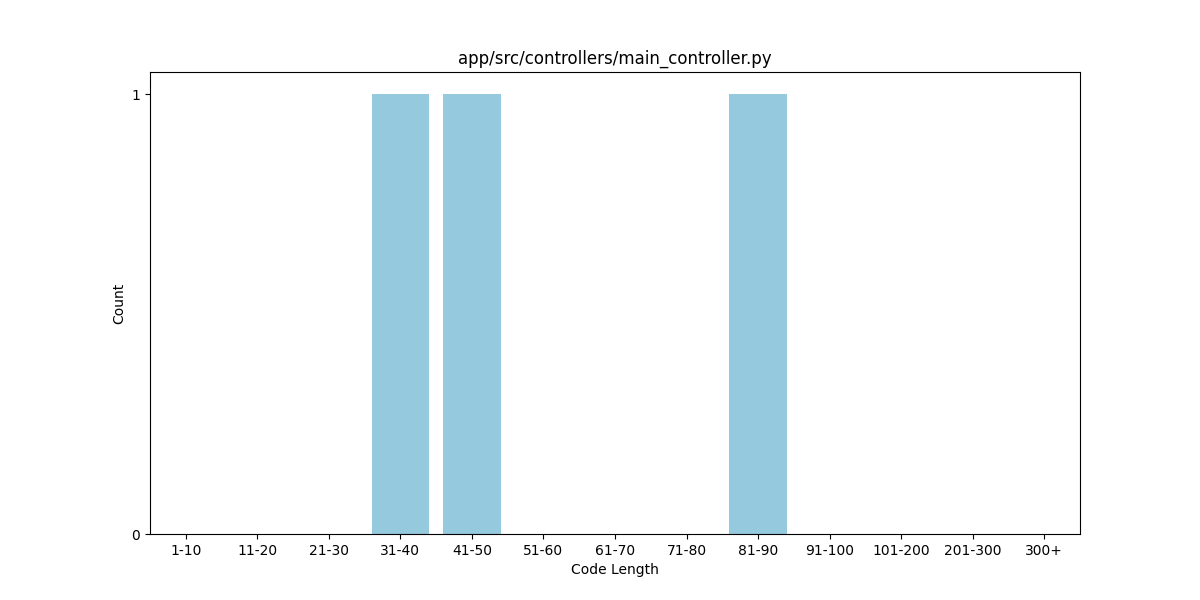 app/src/controllers/main_controller.py
Count
1
0
1-10 11-20 21-30 31-40 41-50 51-60 61-70 71-80 81-90 91-100 101-200 201-300 300+
Code Length